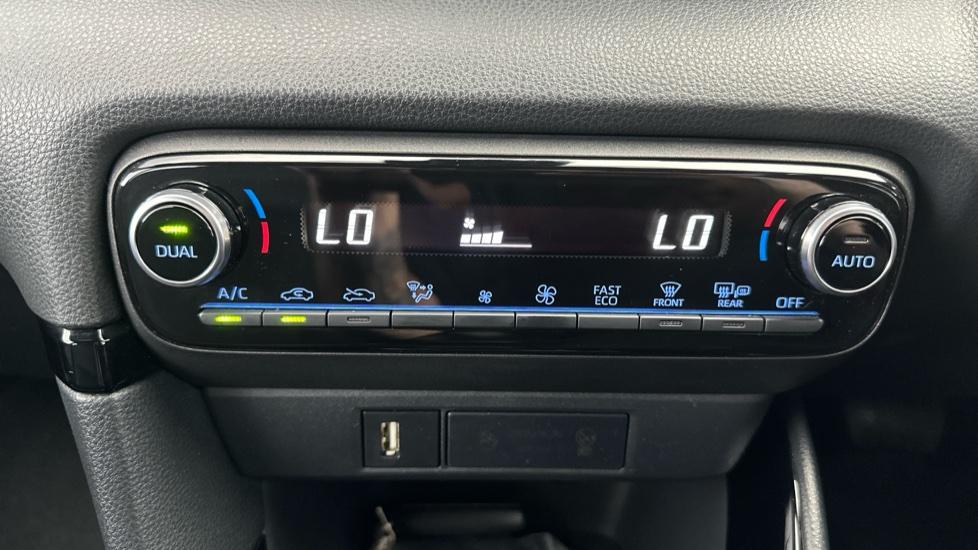 LO LO
DUAL AUTO
A/C FAST ECO FRONT REAR OFF